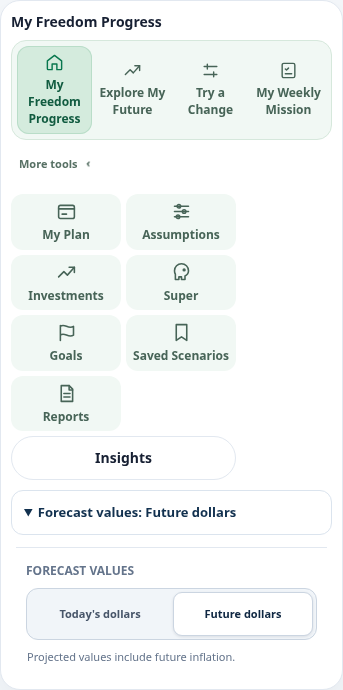 My Freedom Progress
My
Freedom
Progress
Explore My
Future
Try a
Change
My Weekly
Mission
More tools
My Plan
Assumptions
Investments
Super
Goals
Saved Scenarios
Reports
Insights
Forecast values: Future dollars
FORECAST VALUES
Today's dollars
Future dollars
Projected values include future inflation.